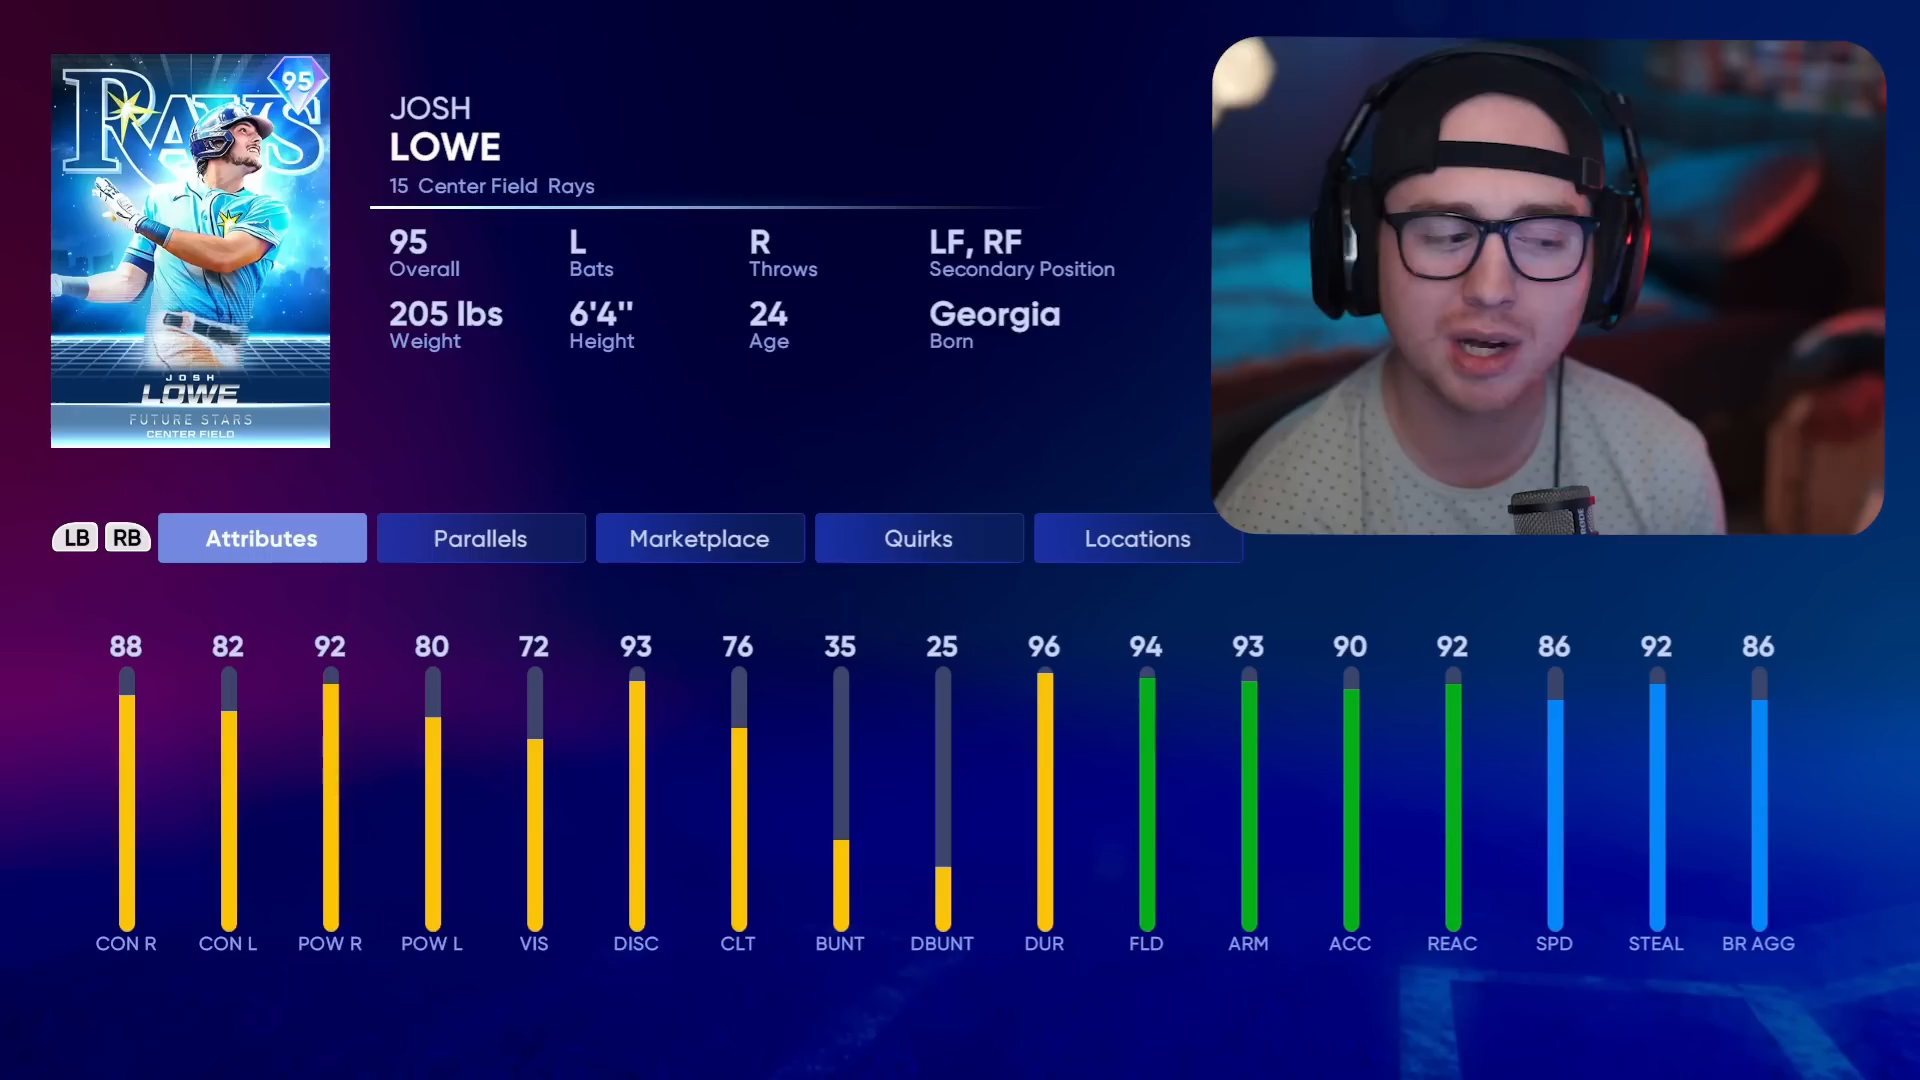 RAYS
95
JOSH
LOWE
FUTURE STARS
CENTER FIELD
JOSH
LOWE
15 Center Field Rays
95 L R LF, RF
Overall Bats Throws Secondary Position
205 lbs 6'4" 24 Georgia
Weight Height Age Born
LB RB Attributes Parallels Marketplace Quirks Locations
88 82 92 80 72 93 76 35 25 96 94 93 90 92 86 92 86
CON R CON L POW R POW L VIS DISC CLT BUNT DBUNT DUR FLD ARM ACC REAC SPD STEAL BR AGG
RODE